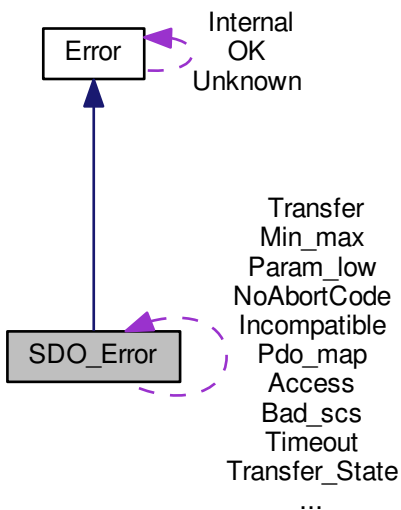 Internal
Error
OK
Unknown
Transfer
Min_max
Param_low
NoAbortCode
Incompatible
SDO_Error
Pdo_map
Access
Bad_scs
Timeout
Transfer_State
...